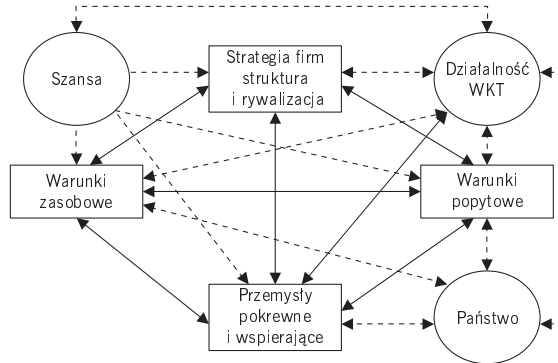 Szansa
Strategia firm
struktura
i rywalizacja
Działalność
WKT
Warunki
zasobowe
Warunki
popytowe
Przemysły
pokrewne
i wspierające
Państwo